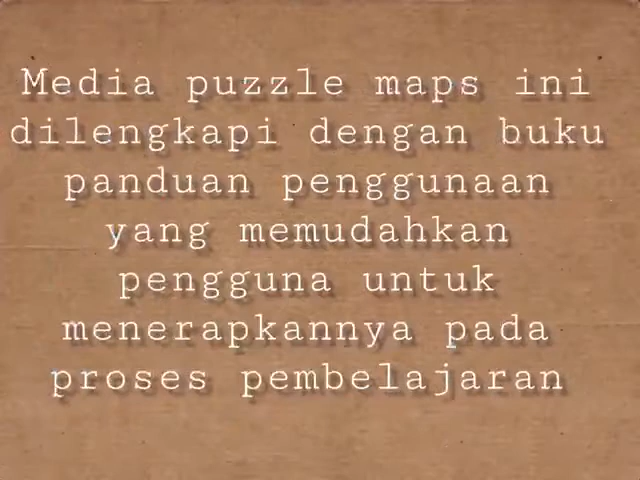 Media puzzle maps ini
dilengkapi dengan buku
panduan penggunaan
yang memudahkan
pengguna untuk
menerapkannya pada
proses pembelajaran